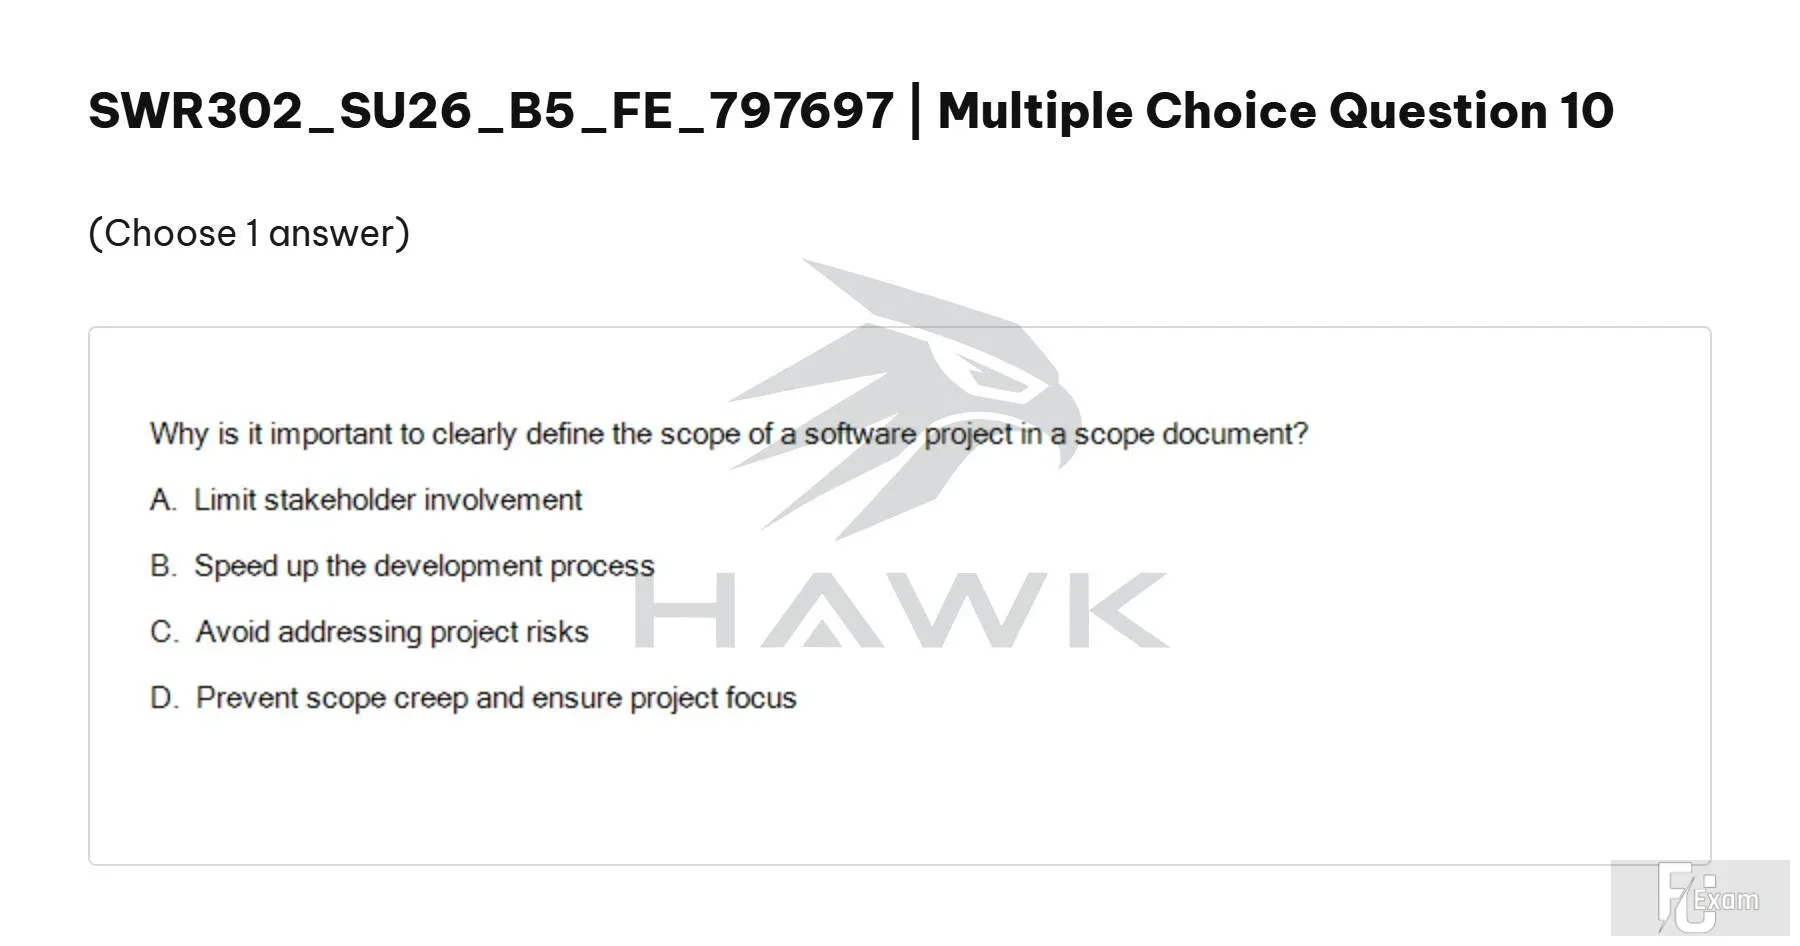 SWR302_SU26_B5_FE_797697 | Multiple Choice Question 10
(Choose 1 answer)
Why is it important to clearly define the scope of a software project in a scope document?
A. Limit stakeholder involvement
B. Speed up the development process
C. Avoid addressing project risks
D. Prevent scope creep and ensure project focus
HAWK
FU Exam